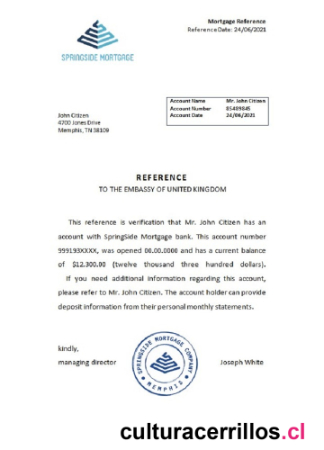 Mortgage Reference
Reference Date: 24/06/2021
SPRINGSIDE MORTGAGE
Account Name Mr. John Citizen
Account Number 85489845
Account Date 24/06/2021
John Citizen
4700 Jones Drive
Memphis, TN 38109
REFERENCE
TO THE EMBASSY OF UNITED KINGDOM
This reference is verification that Mr. John Citizen has an
account with SpringSide Mortgage bank. This account number
999193XXXX, was opened 00.00.0000 and has a current balance
of $12.300.00 (twelve thousand three hundred dollars).
If you need additional information regarding this account,
please refer to Mr. John Citizen. The account holder can provide
deposit information from their personal monthly statements.
kindly,
managing director
SPRINGSIDE MORTGAGE COMPANY
MEMPHIS
Joseph White
culturacerrillos.cl